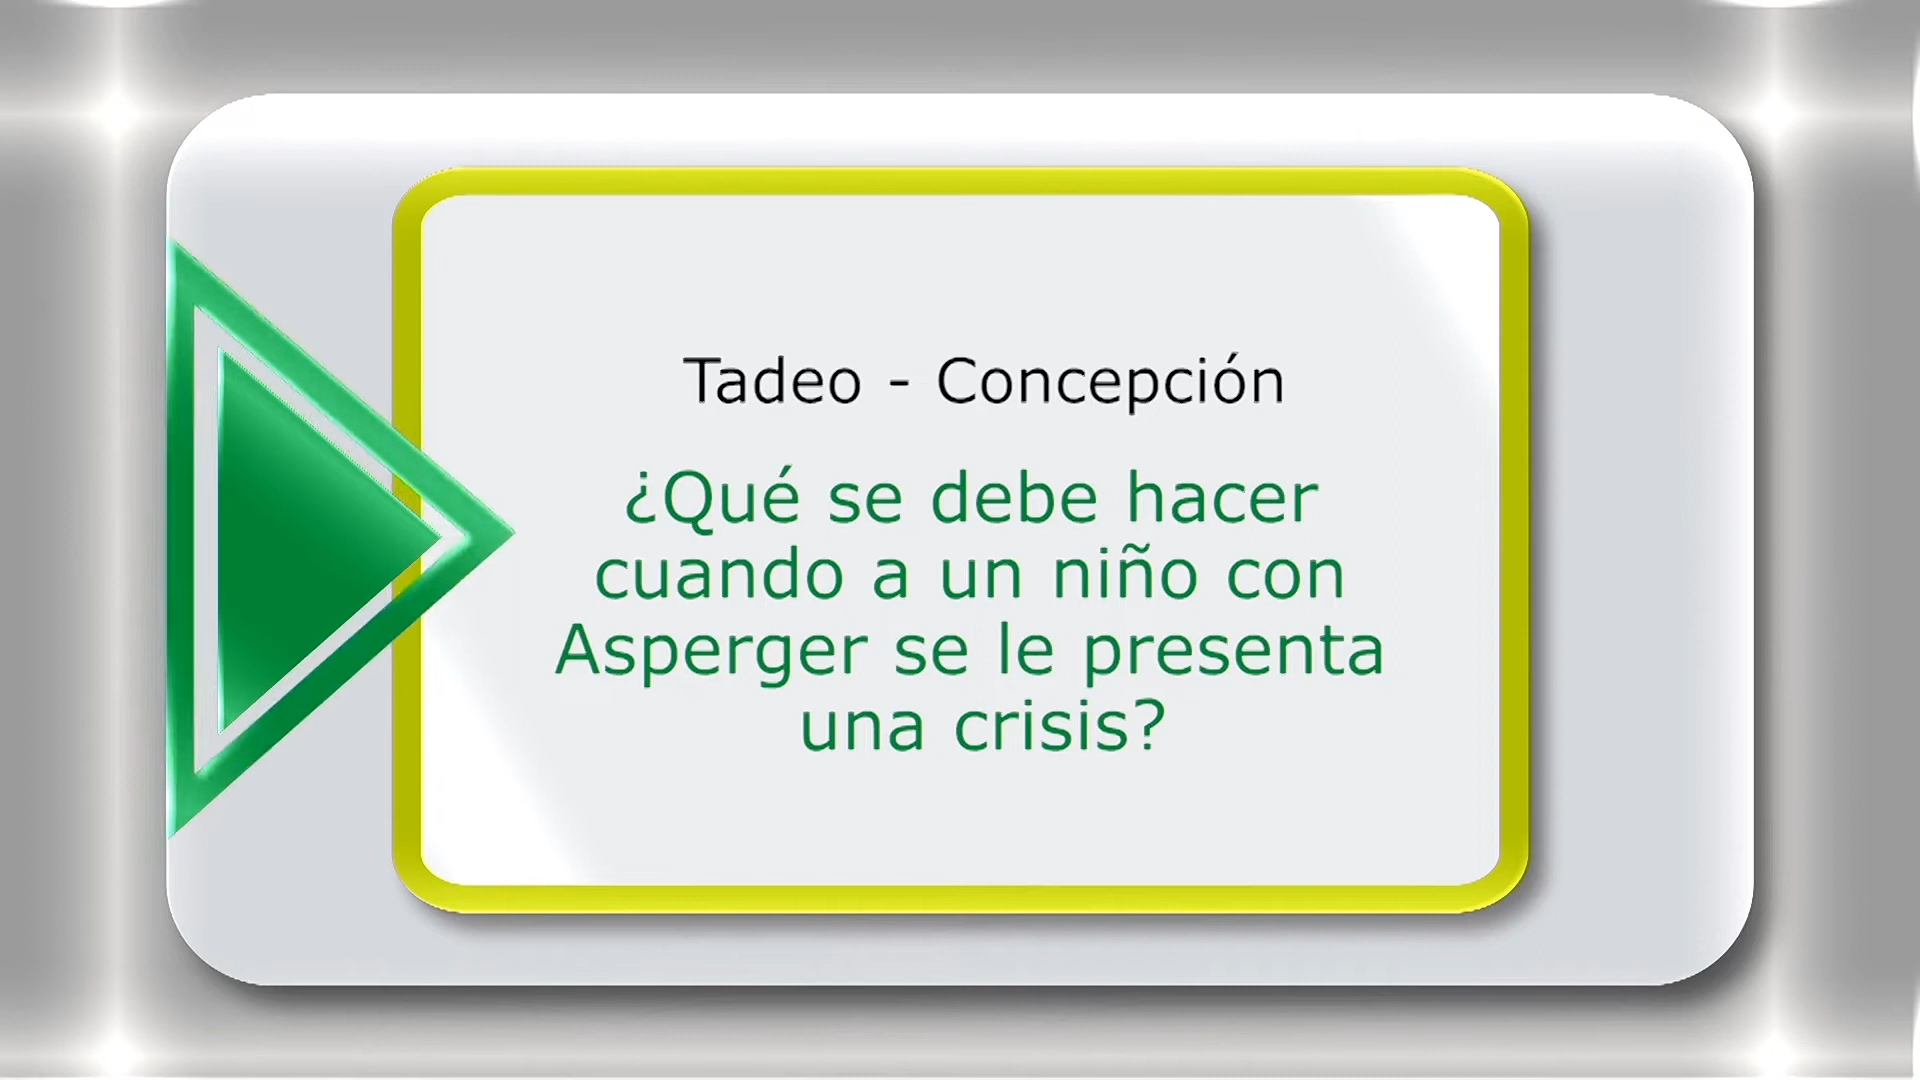 Tadeo - Concepción
¿Qué se debe hacer
cuando a un niño con
Asperger se le presenta
una crisis?